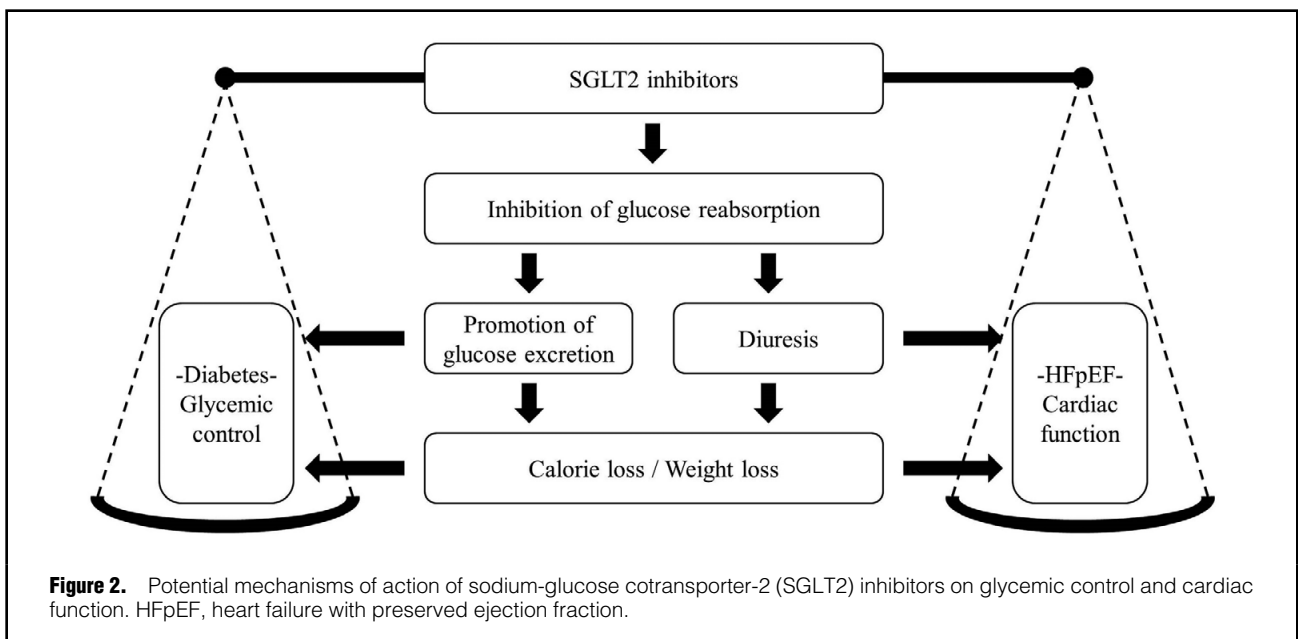 SGLT2 inhibitors
Inhibition of glucose reabsorption
Promotion of
glucose excretion
Diuresis
-Diabetes-
Glycemic
control
-HFpEF-
Cardiac
function
Calorie loss / Weight loss
Figure 2. Potential mechanisms of action of sodium-glucose cotransporter-2 (SGLT2) inhibitors on glycemic control and cardiac
function. HFpEF, heart failure with preserved ejection fraction.